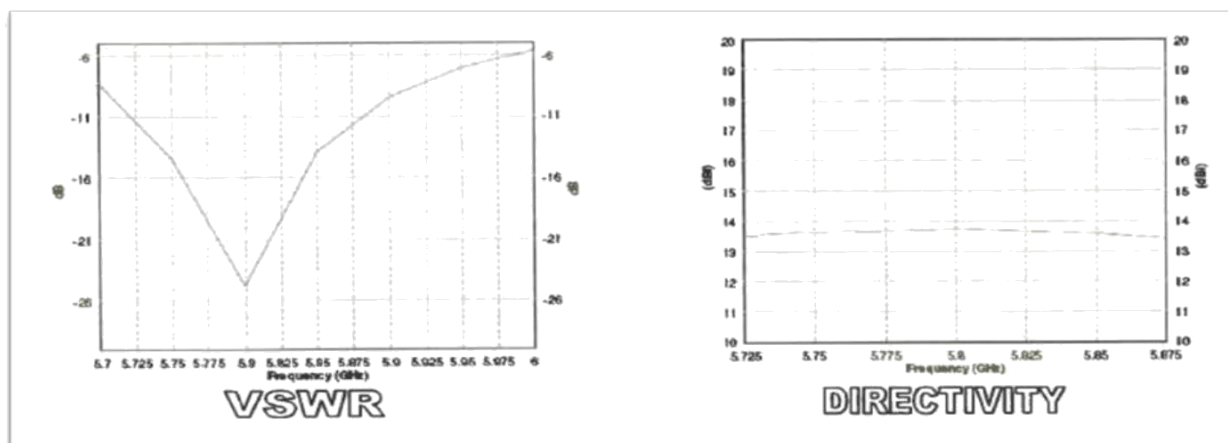 -6 -6
-11 -11
-16 -16
dB dB
-21 -21
-26 -26
5.7 5.725 5.75 5.775 5.8 5.825 5.85 5.875 5.9 5.925 5.95 5.975 6
Frequency (GHz)
VSWR
20 20
19 19
18 18
17 17
16 16
(dBi) (dBi)
15 15
14 14
13 13
12 12
11 11
10 10
5.725 5.75 5.775 5.8 5.825 5.85 5.875
Frequency (GHz)
DIRECTIVITY